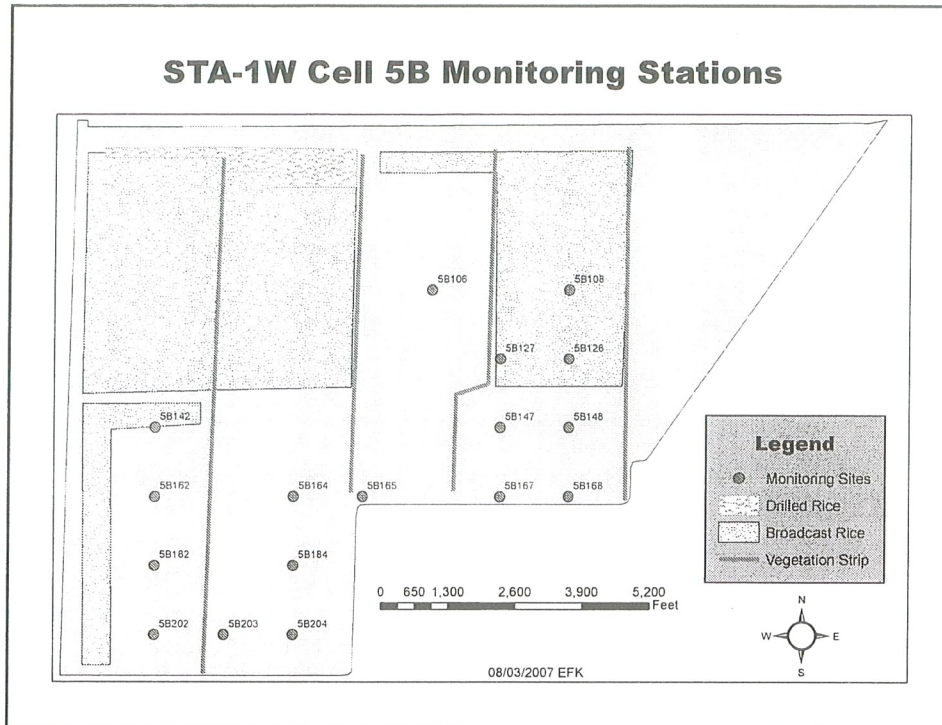 STA-1W Cell 5B Monitoring Stations
5B106
5B108
5B127
5B126
5B142
5B147
5B148
5B162
5B164
5B165
5B167
5B168
5B182
5B184
5B202
5B203
5B204
Legend
Monitoring Sites
Drilled Rice
Broadcast Rice
Vegetation Strip
0 650 1,300 2,600 3,900 5,200
Feet
N
W E
S
08/03/2007 EFK